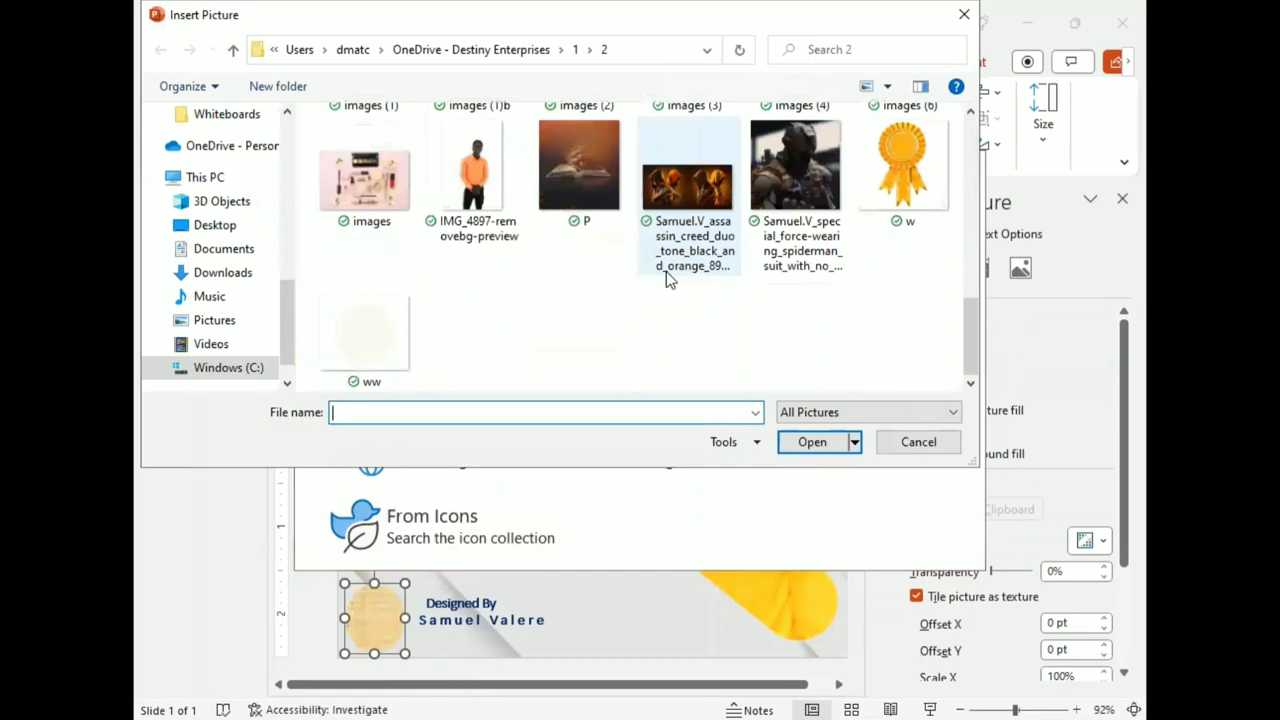 Insert Picture
« Users › dmatc › OneDrive - Destiny Enterprises › 1 › 2
Search 2
Organize
New folder
Whiteboards
OneDrive - Person
This PC
3D Objects
Desktop
Documents
Downloads
Music
Pictures
Videos
Windows (C:)
images (1)
images (1)b
images (2)
images (3)
images (4)
images (6)
images
IMG_4897-rem
ovebg-preview
P
Samuel.V_assa
ssin_creed_duo
_tone_black_an
d_orange_89...
Samuel.V_spec
ial_force-wearı
ng_spiderman_
suit_with_no_...
w
ww
File name:
All Pictures
Tools
Open
Cancel
From Icons
Search the icon collection
Designed By
Samuel Valere
Size
ure
ext Options
ture fill
ound fill
Clipboard
Transparency
0%
Tile picture as texture
Offset X
0 pt
Offset Y
0 pt
Scale X
100%
1
2
Slide 1 of 1
Accessibility: Investigate
Notes
92%